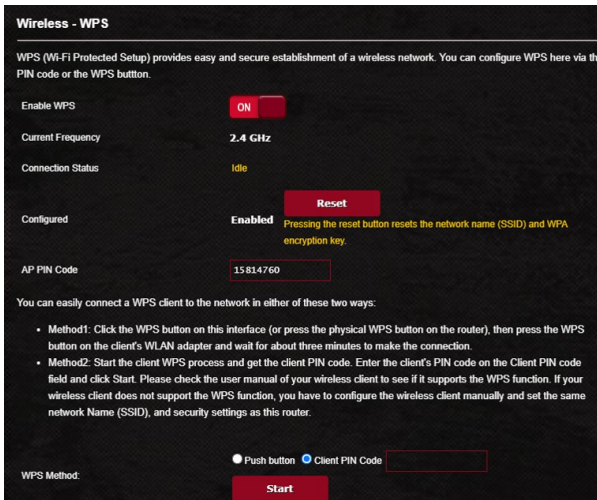 Wireless - WPS
WPS (Wi-Fi Protected Setup) provides easy and secure establishment of a wireless network. You can configure WPS here via th
PIN code or the WPS buttton.
Enable WPS ON
Current Frequency 2.4 GHz
Connection Status Idle
Reset
Configured Enabled Pressing the reset button resets the network name (SSID) and WPA
encryption key.
AP PIN Code 15814760
You can easily connect a WPS client to the network in either of these two ways:
• Method1: Click the WPS button on this interface (or press the physical WPS button on the router), then press the WPS
button on the client's WLAN adapter and wait for about three minutes to make the connection.
• Method2: Start the client WPS process and get the client PIN code. Enter the client's PIN code on the Client PIN code
field and click Start. Please check the user manual of your wireless client to see if it supports the WPS function. If your
wireless client does not support the WPS function, you have to configure the wireless client manually and set the same
network Name (SSID), and security settings as this router.
Push button Client PIN Code
WPS Method:
Start